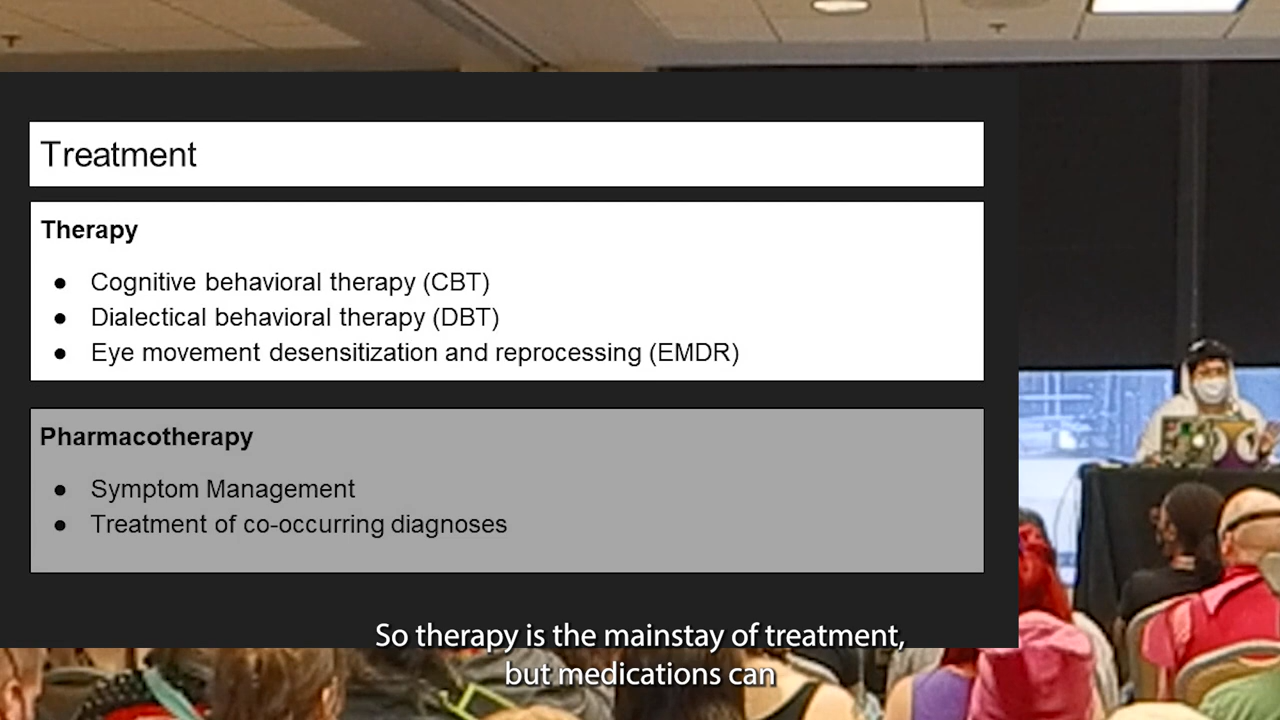 Treatment
Therapy
● Cognitive behavioral therapy (CBT)
● Dialectical behavioral therapy (DBT)
● Eye movement desensitization and reprocessing (EMDR)
Pharmacotherapy
● Symptom Management
● Treatment of co-occurring diagnoses
So therapy is the mainstay of treatment,
but medications can